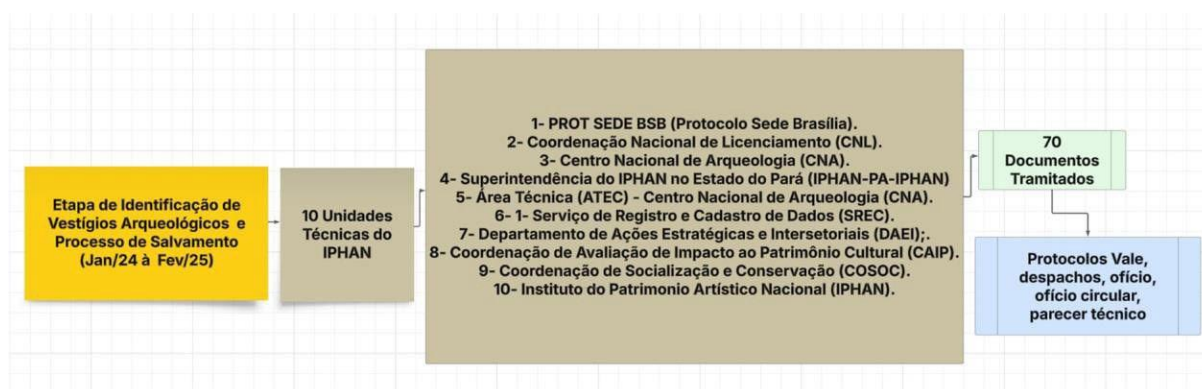 Etapa de Identificação de
Vestígios Arqueológicos e
Processo de Salvamento
(Jan/24 à Fev/25)
10 Unidades
Técnicas do
IPHAN
1- PROT SEDE BSB (Protocolo Sede Brasília).
2- Coordenação Nacional de Licenciamento (CNL).
3- Centro Nacional de Arqueologia (CNA).
4- Superintendência do IPHAN no Estado do Pará (IPHAN-PA-IPHAN)
5- Área Técnica (ATEC) - Centro Nacional de Arqueologia (CNA).
6- 1- Serviço de Registro e Cadastro de Dados (SREC).
7- Departamento de Ações Estratégicas e Intersetoriais (DAEI);.
8- Coordenação de Avaliação de Impacto ao Patrimônio Cultural (CAIP).
9- Coordenação de Socialização e Conservação (COSOC).
10- Instituto do Patrimonio Artístico Nacional (IPHAN).
70
Documentos
Tramitados
Protocolos Vale,
despachos, ofício,
ofício circular,
parecer técnico